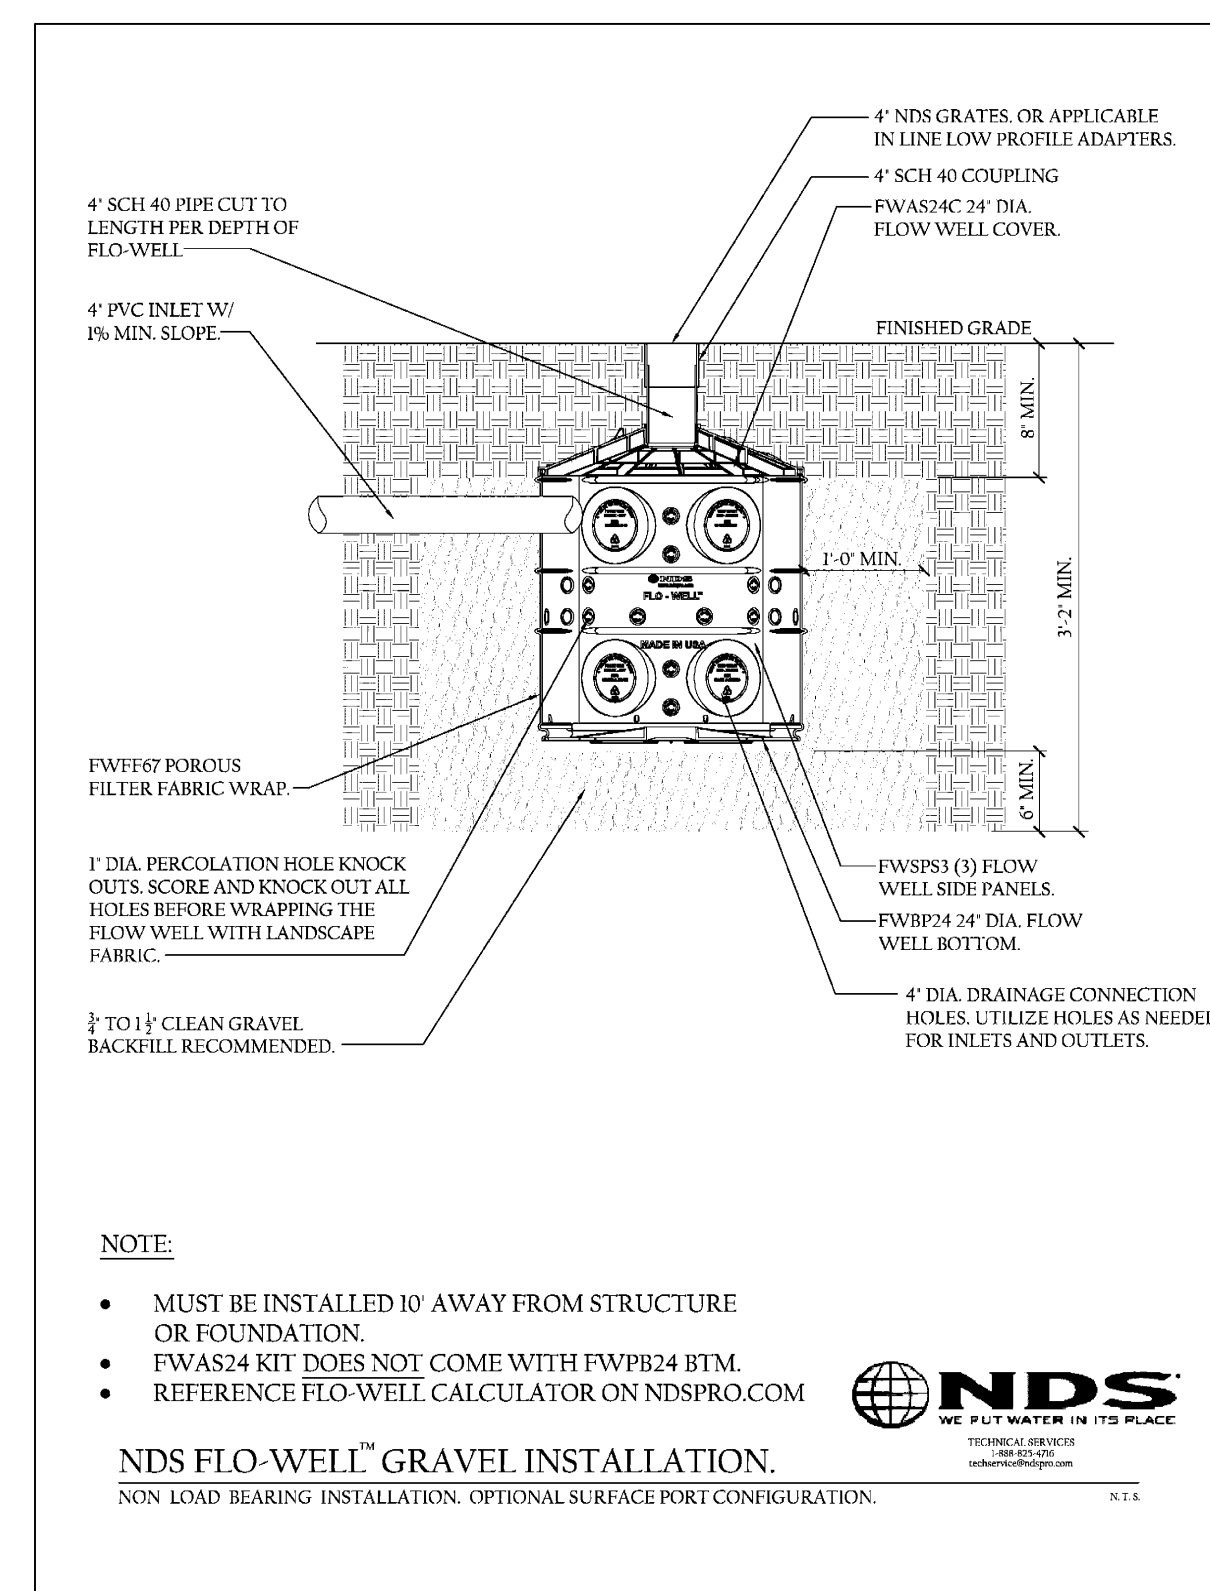 4" NDS GRATES, OR APPLICABLE
IN LINE LOW PROFILE ADAPTERS.
4" SCH 40 COUPLING
FWAS24C 24" DIA.
FLOW WELL COVER.
4" SCH 40 PIPE CUT TO
LENGTH PER DEPTH OF
FLO-WELL
4" PVC INLET W/
1% MIN. SLOPE.
FINISHED GRADE
8" MIN.
1'-0" MIN.
3'-2" MIN.
6" MIN.
NDS
FLO-WELL™
MADE IN USA
FWFF67 POROUS
FILTER FABRIC WRAP.
1" DIA. PERCOLATION HOLE KNOCK
OUTS. SCORE AND KNOCK OUT ALL
HOLES BEFORE WRAPPING THE
FLOW WELL WITH LANDSCAPE
FABRIC.
3/4" TO 1 1/2" CLEAN GRAVEL
BACKFILL RECOMMENDED.
FWSPS3 (3) FLOW
WELL SIDE PANELS.
FWBP24 24" DIA. FLOW
WELL BOTTOM.
4" DIA. DRAINAGE CONNECTION
HOLES. UTILIZE HOLES AS NEEDE
FOR INLETS AND OUTLETS.
NOTE:
• MUST BE INSTALLED 10' AWAY FROM STRUCTURE
OR FOUNDATION.
• FWAS24 KIT DOES NOT COME WITH FWPB24 BTM.
• REFERENCE FLO-WELL CALCULATOR ON NDSPRO.COM
NDS
WE PUT WATER IN ITS PLACE
TECHNICAL SERVICES
1-888-825-4716
techservice@ndspro.com
NDS FLO-WELL™ GRAVEL INSTALLATION.
NON LOAD BEARING INSTALLATION. OPTIONAL SURFACE PORT CONFIGURATION.
N. T. S.